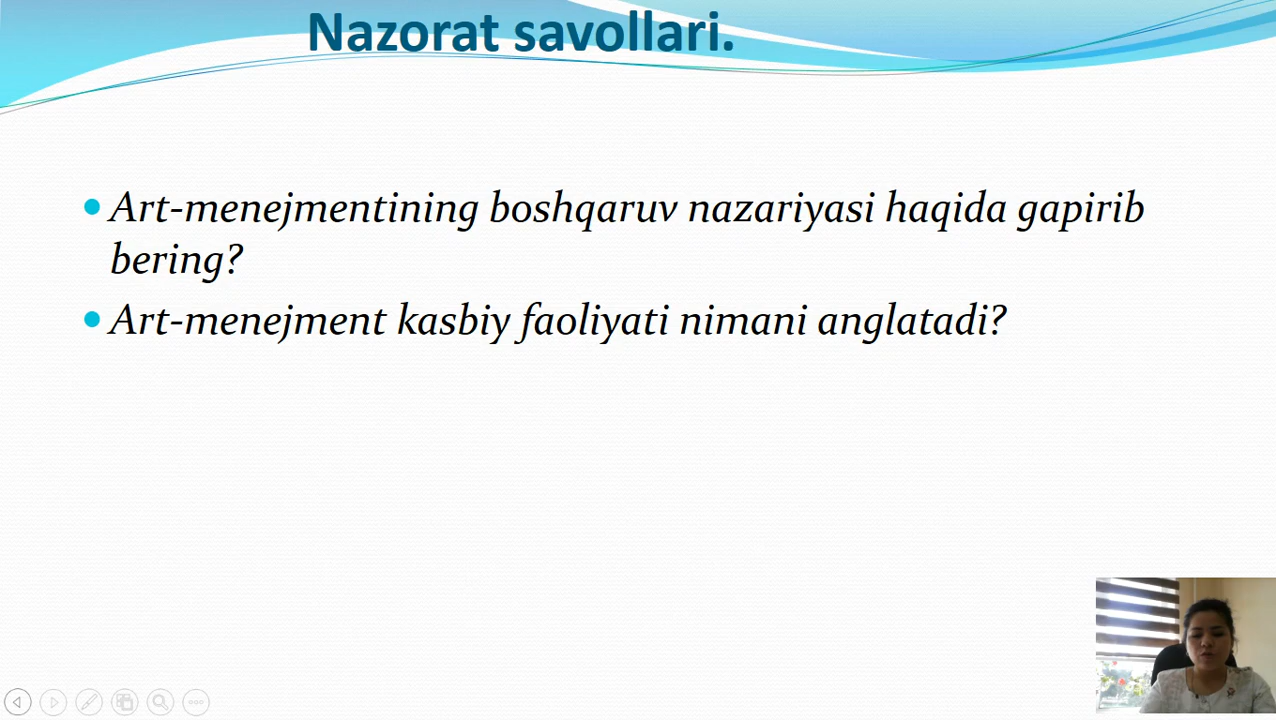 Nazorat savollari.
Art-menejmentining boshqaruv nazariyasi haqida gapirib
bering?
Art-menejment kasbiy faoliyati nimani anglatadi?